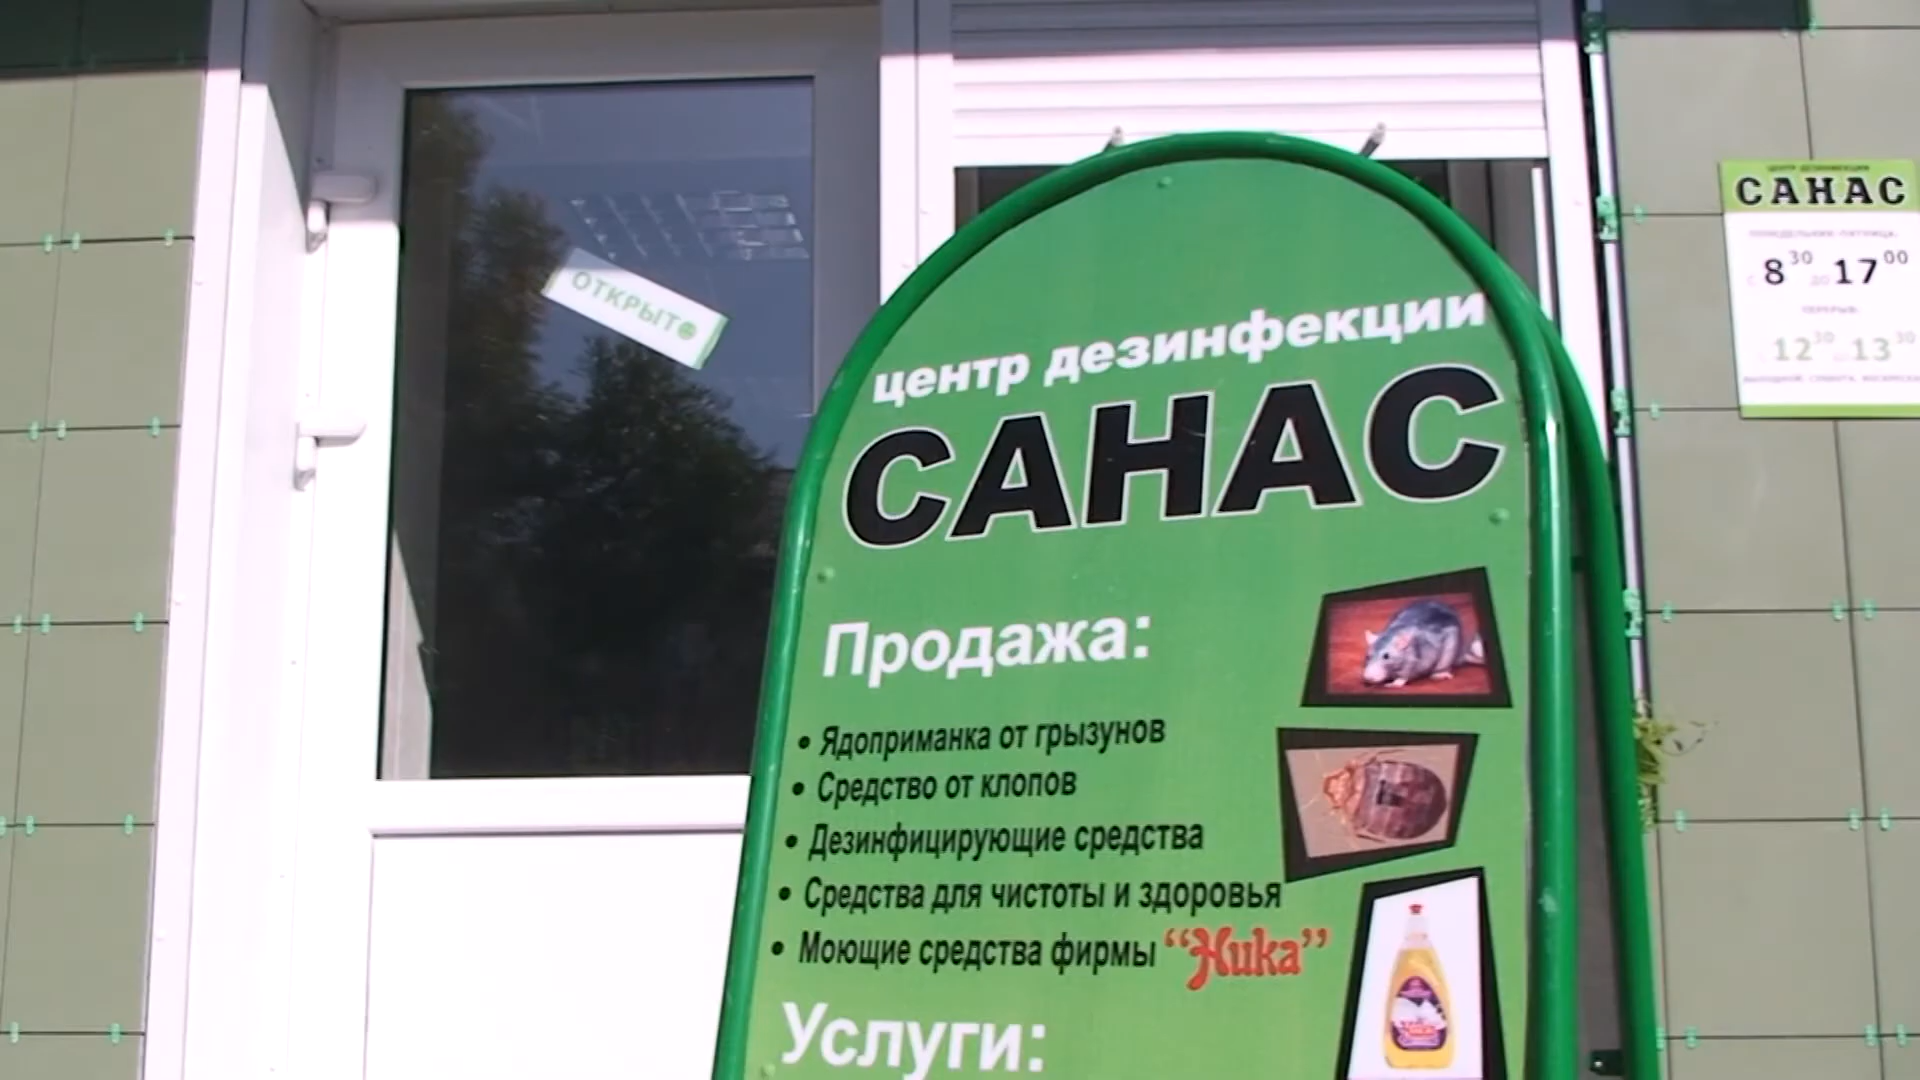 ОТКРЫТО
центр дезинфекции
САНАС
Продажа:
• Ядоприманка от грызунов
• Средство от клопов
• Дезинфицирующие средства
• Средства для чистоты и здоровья
• Моющие средства фирмы “Ника”
Услуги:
ЦЕНТР ДЕЗИНФЕКЦИИ
САНАС
ПОНЕДЕЛЬНИК-ПЯТНИЦА:
С 8 30 ДО 17 00
ПЕРЕРЫВ:
12 30 13 30